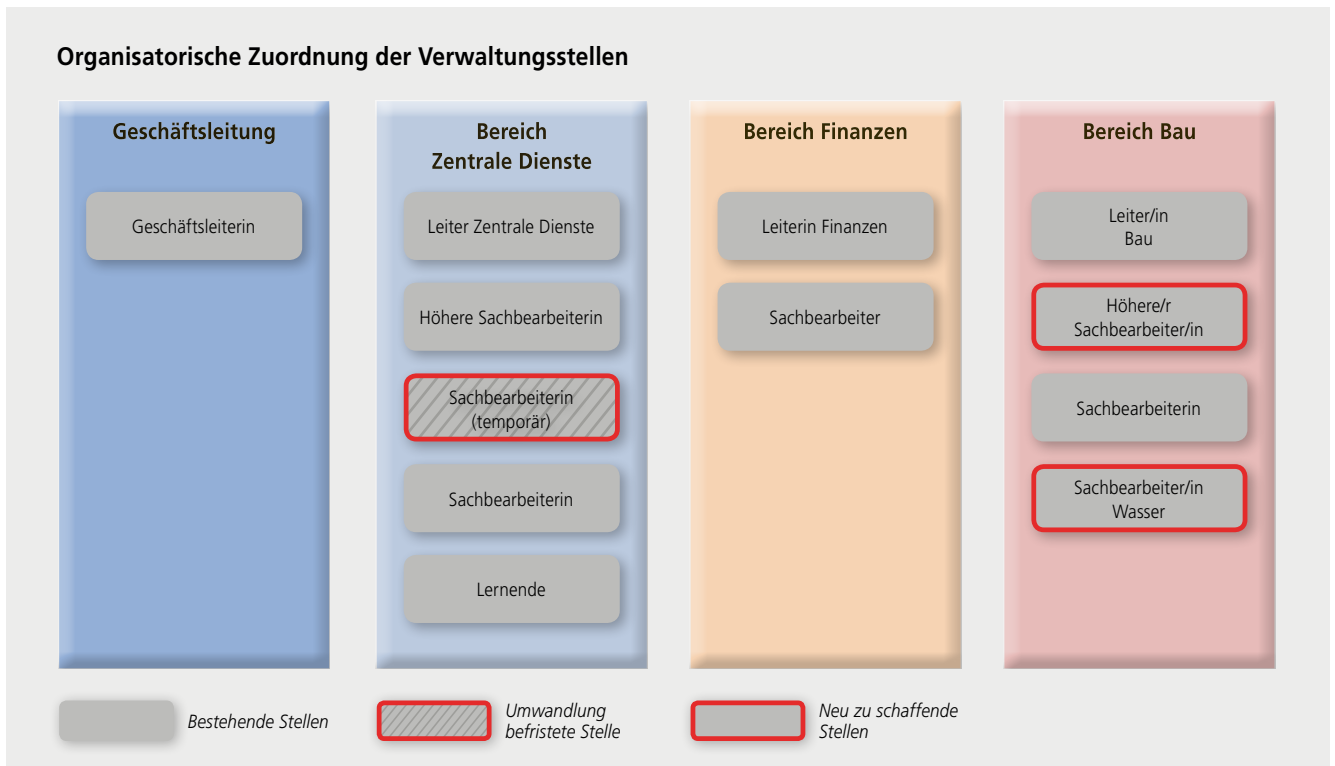 Organisatorische Zuordnung der Verwaltungsstellen
Geschäftsleitung
Geschäftsleiterin
Bereich
Zentrale Dienste
Leiter Zentrale Dienste
Höhere Sachbearbeiterin
Sachbearbeiterin
(temporär)
Sachbearbeiterin
Lernende
Bereich Finanzen
Leiterin Finanzen
Sachbearbeiter
Bereich Bau
Leiter/in
Bau
Höhere/r
Sachbearbeiter/in
Sachbearbeiterin
Sachbearbeiter/in
Wasser
Bestehende Stellen
Umwandlung
befristete Stelle
Neu zu schaffende
Stellen